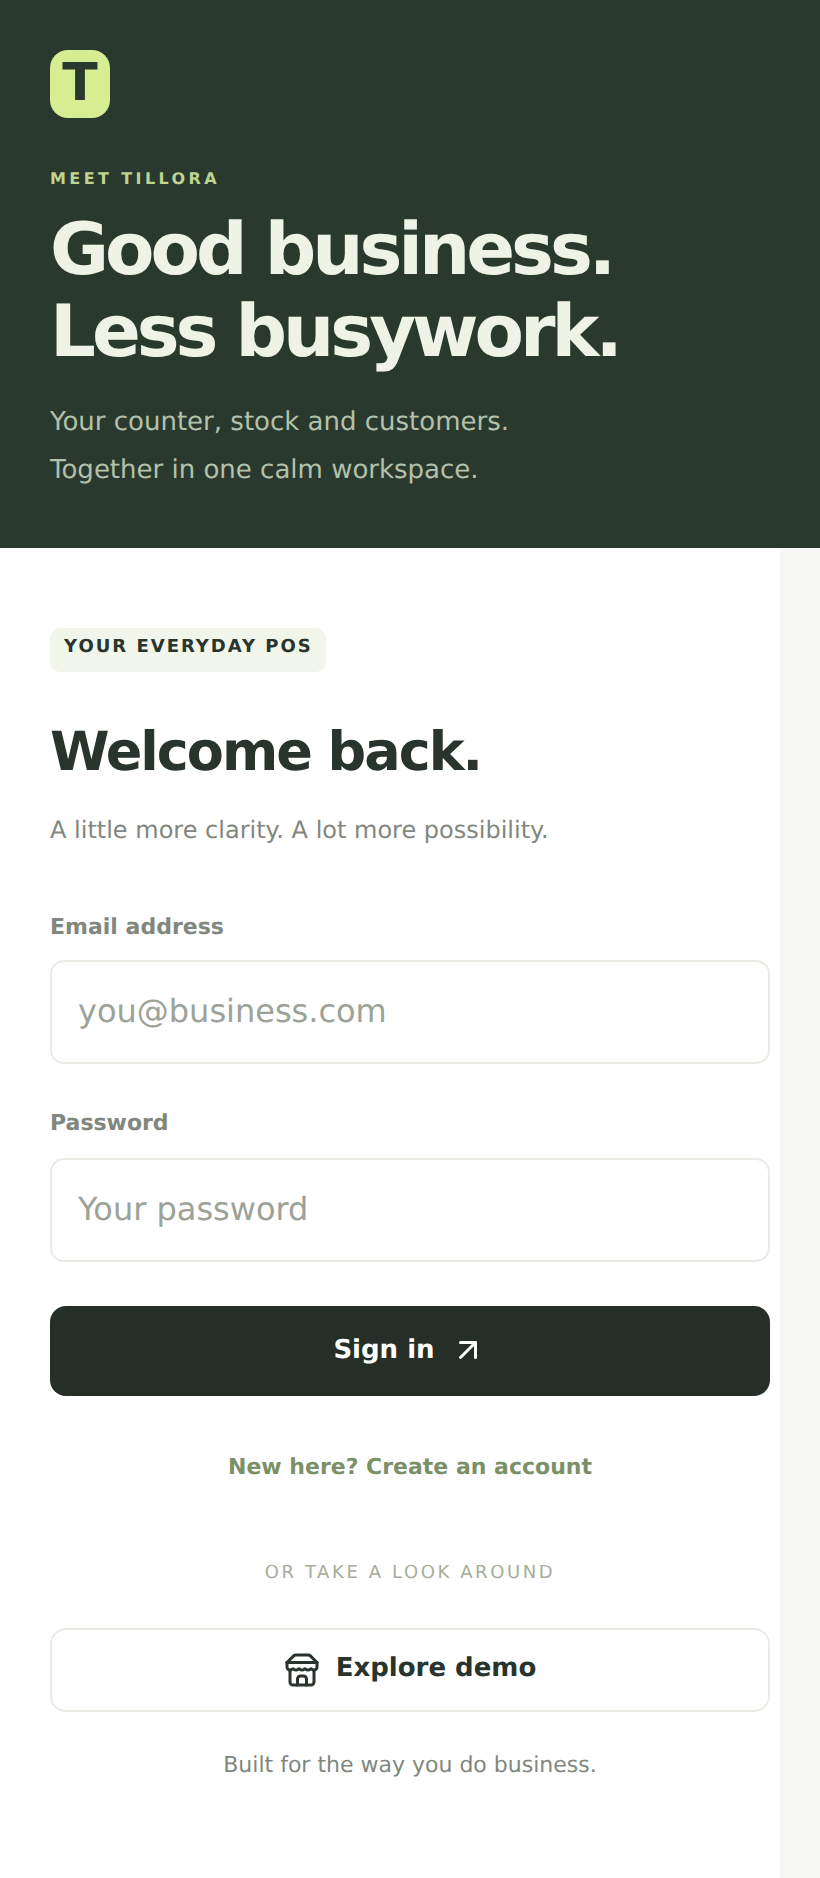 T
MEET TILLORA
Good business.
Less busywork.
Your counter, stock and customers.
Together in one calm workspace.
YOUR EVERYDAY POS
Welcome back.
A little more clarity. A lot more possibility.
Email address
you@business.com
Password
Your password
Sign in
New here? Create an account
OR TAKE A LOOK AROUND
Explore demo
Built for the way you do business.